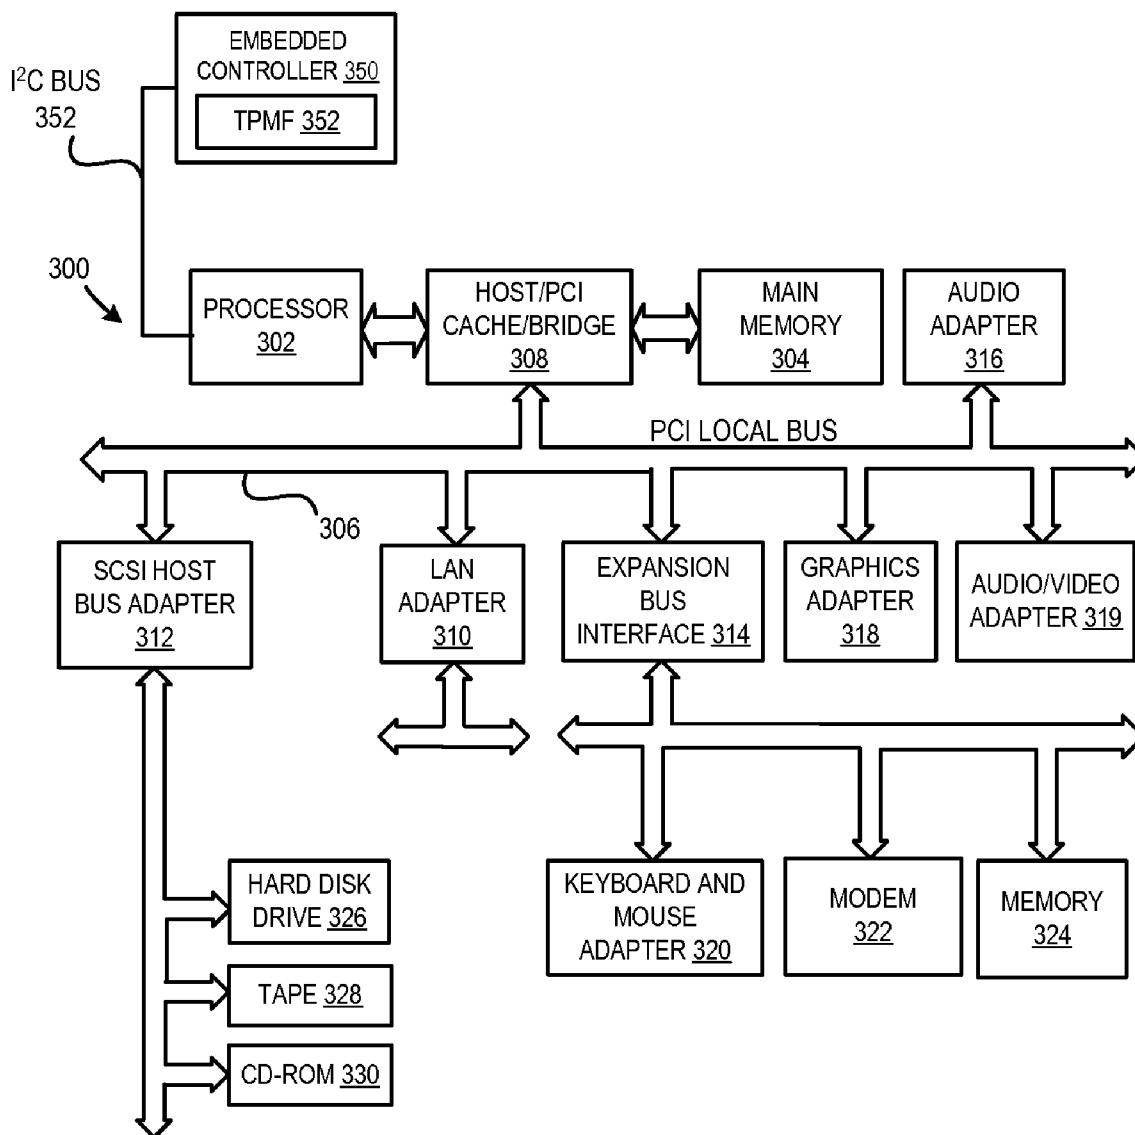 EMBEDDED
CONTROLLER 350
TPMF 352
I²C BUS
352
300
PROCESSOR
302
HOST/PCI
CACHE/BRIDGE
308
MAIN
MEMORY
304
AUDIO
ADAPTER
316
PCI LOCAL BUS
306
SCSI HOST
BUS ADAPTER
312
LAN
ADAPTER
310
EXPANSION
BUS
INTERFACE 314
GRAPHICS
ADAPTER
318
AUDIO/VIDEO
ADAPTER 319
HARD DISK
DRIVE 326
TAPE 328
CD-ROM 330
KEYBOARD AND
MOUSE
ADAPTER 320
MODEM
322
MEMORY
324